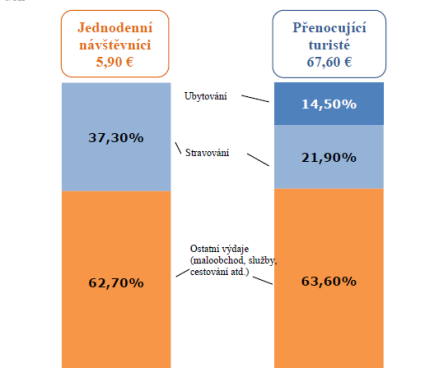 Jednodenní
návštěvníci
5,90 €
Přenocující
turisté
67,60 €
Ubytování
14,50%
37,30%
Stravování
21,90%
Ostatní výdaje
(maloobchod, služby,
cestování atd.)
62,70%
63,60%